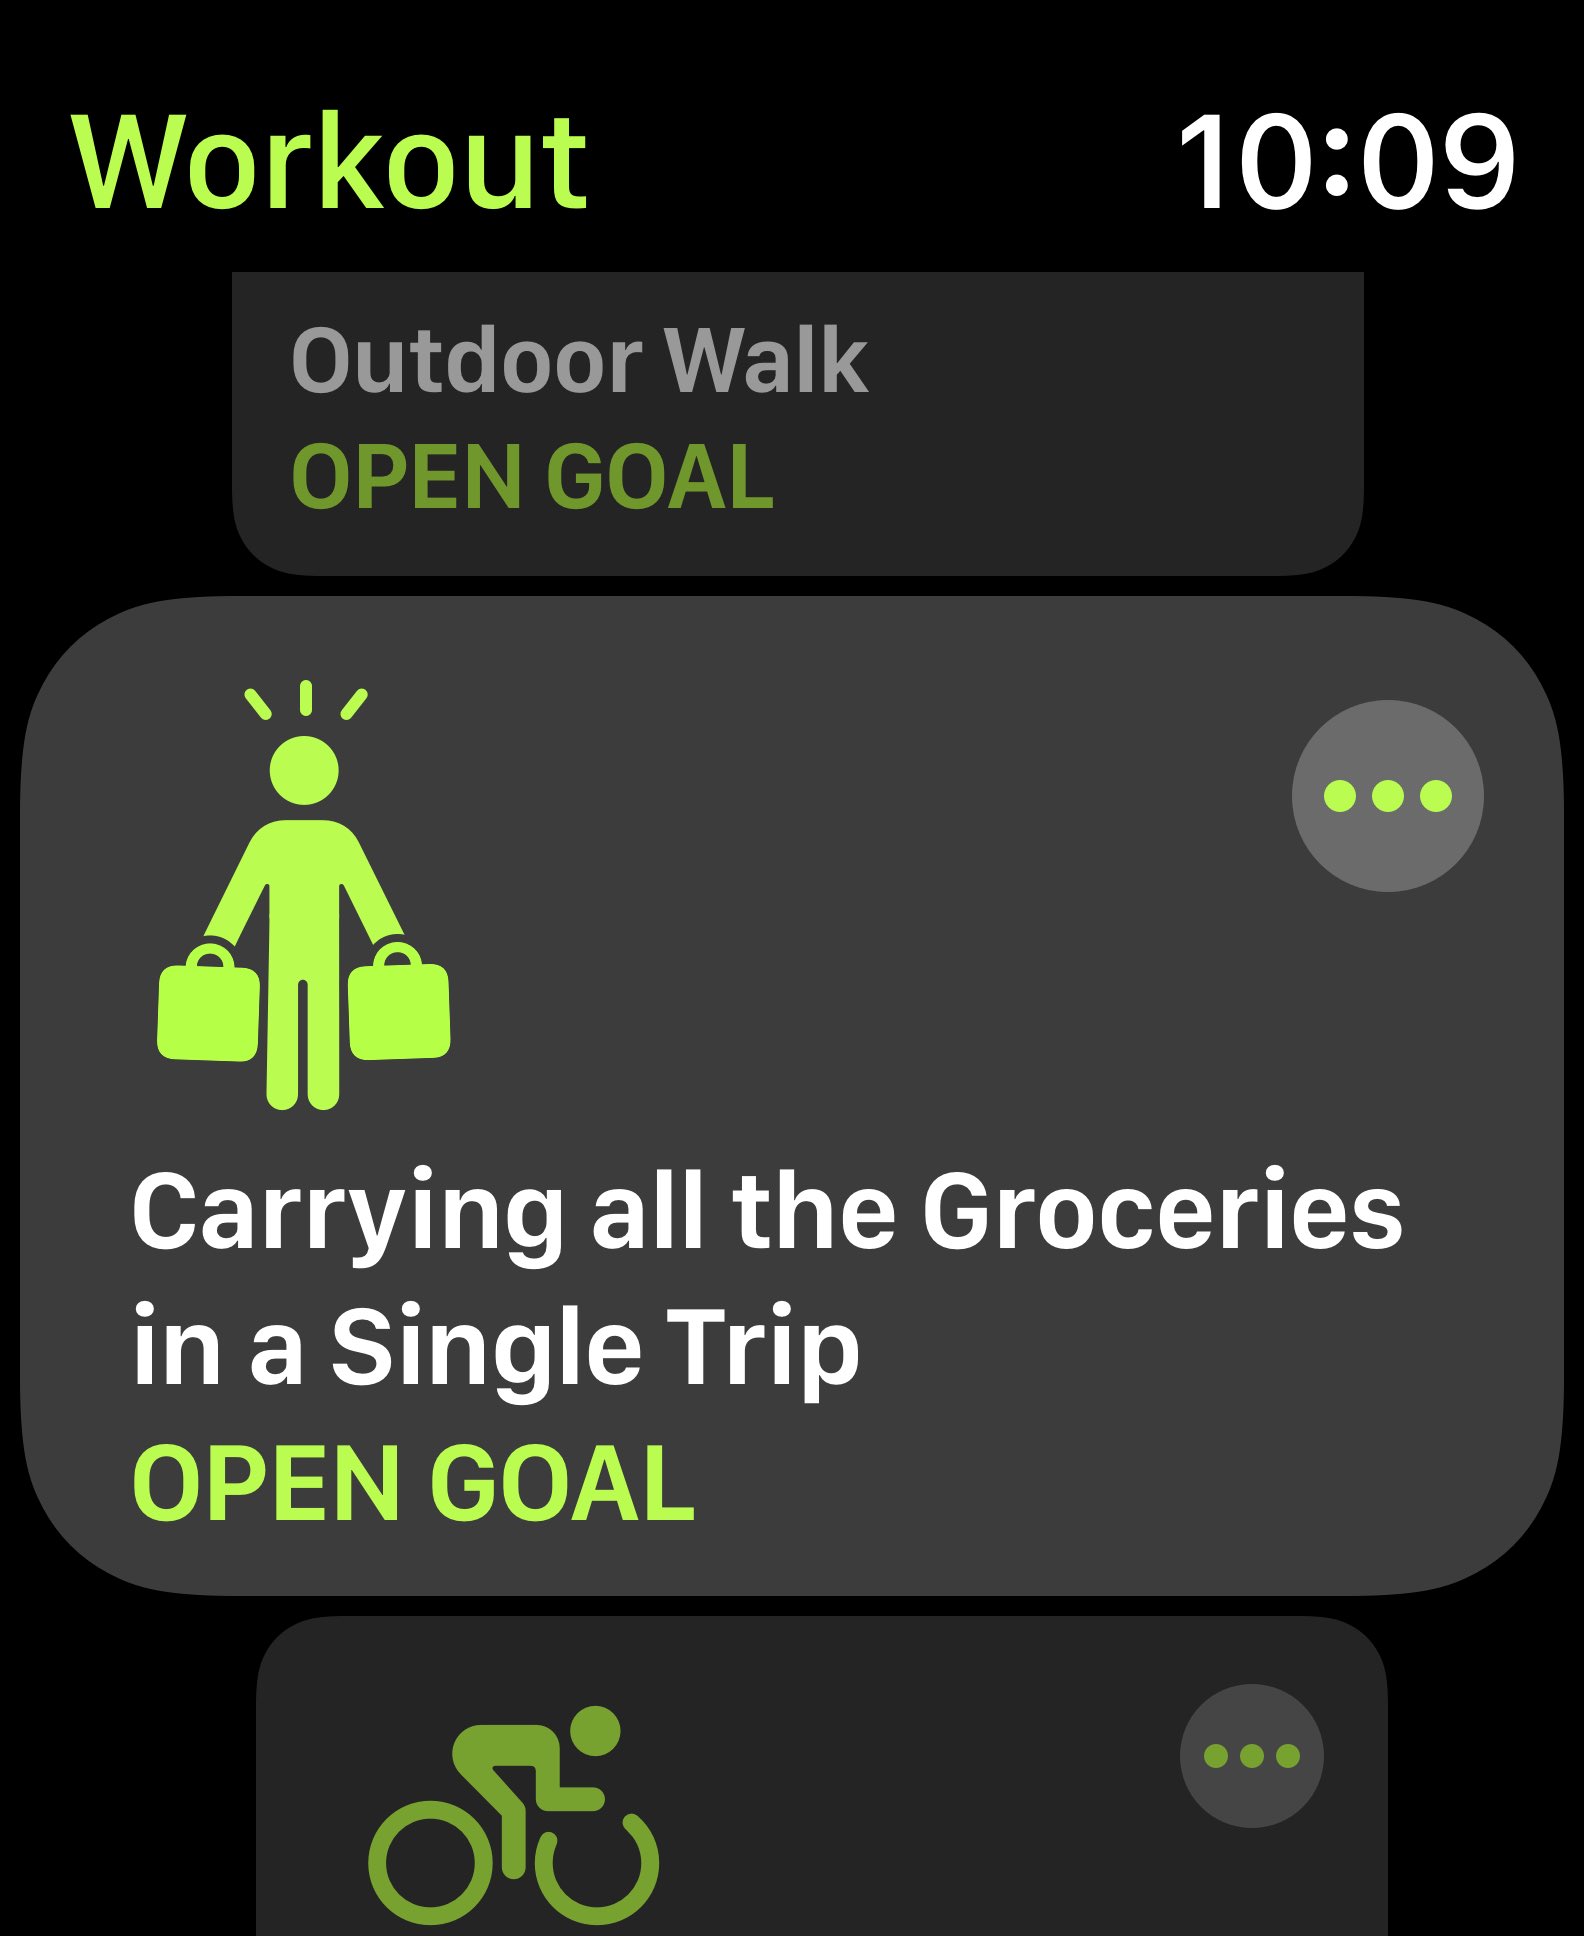 Workout
10:09
Outdoor Walk
OPEN GOAL
Carrying all the Groceries
in a Single Trip
OPEN GOAL